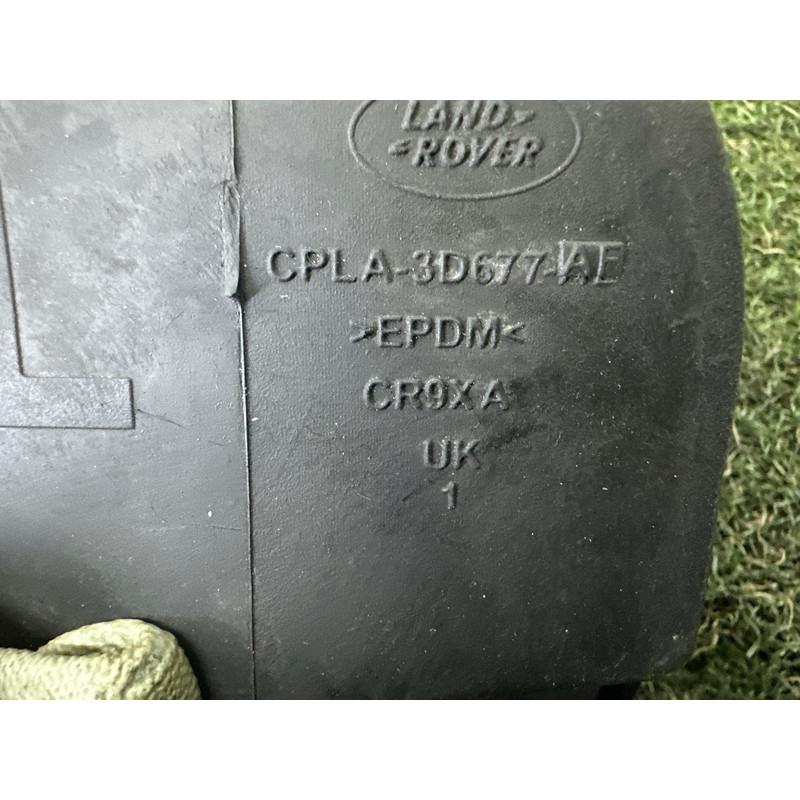 LAND
ROVER
CPLA-3D677-AE
>EPDM<
CR9XA
UK
1